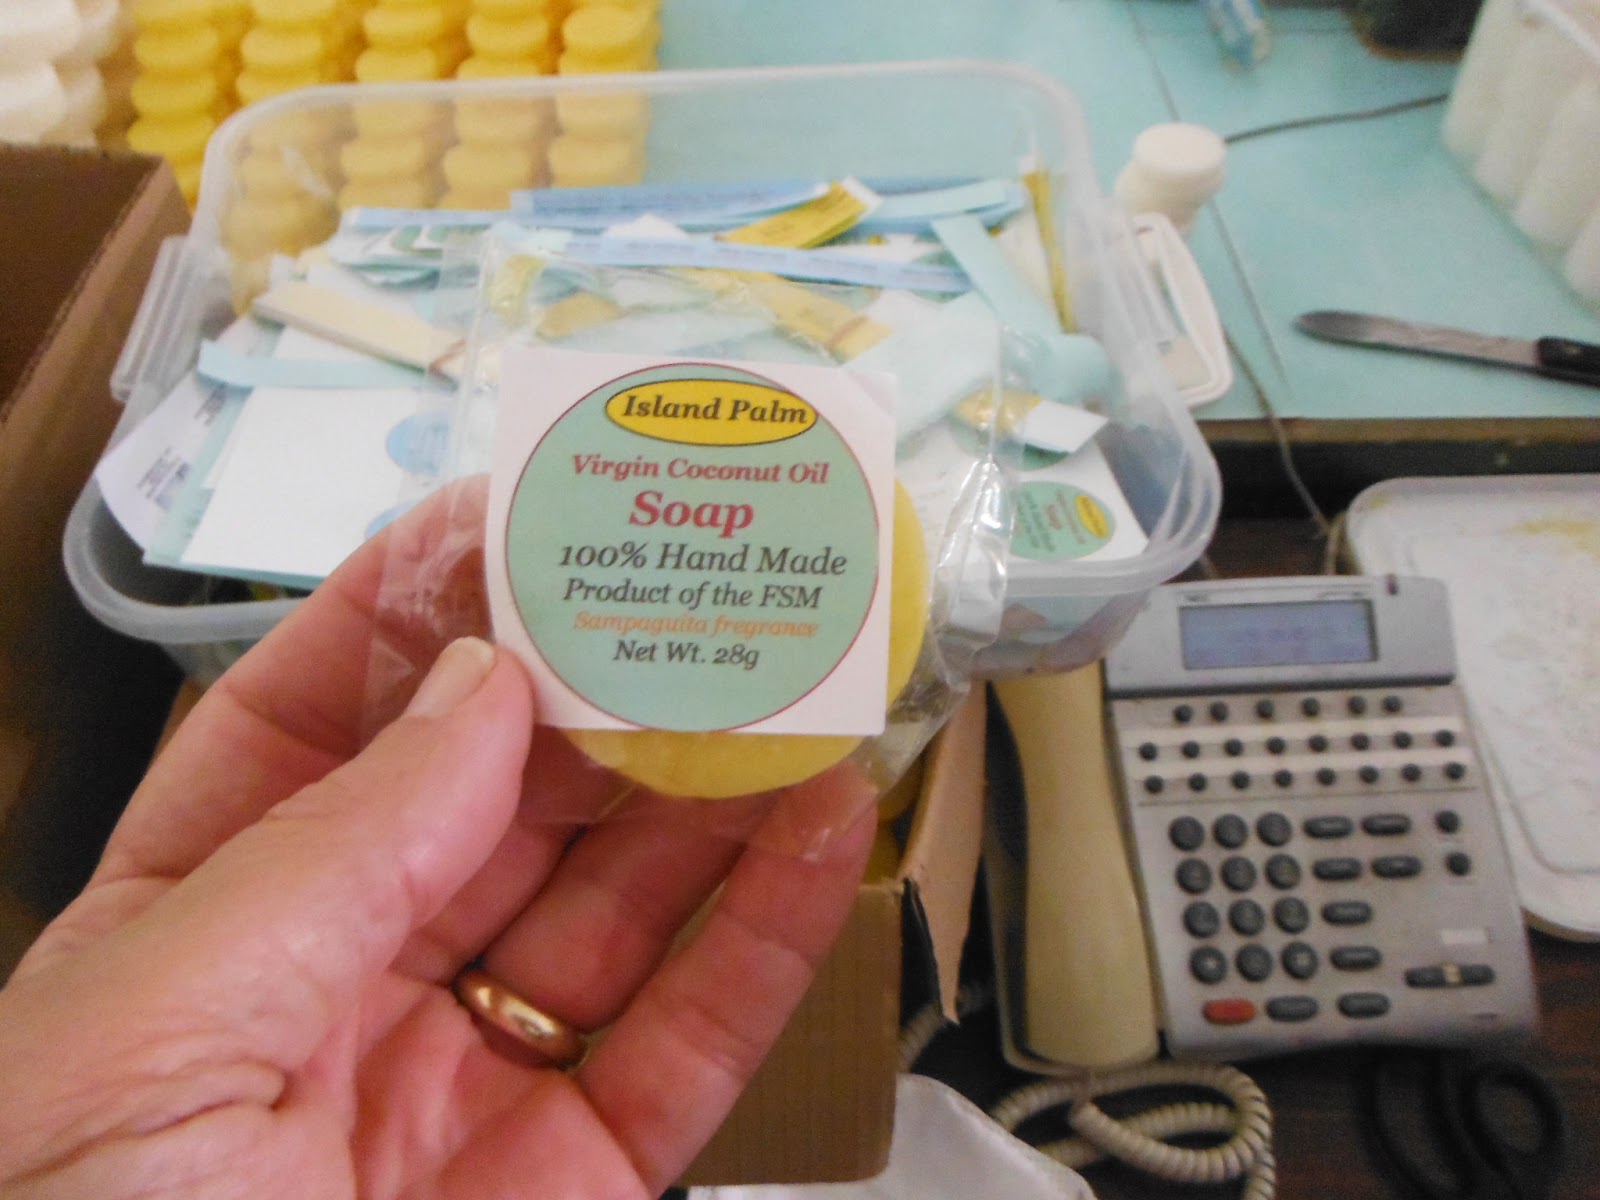 Island Palm
Virgin Coconut Oil
Soap
100% Hand Made
Product of the FSM
Sampaguita fregrance
Net Wt. 28g